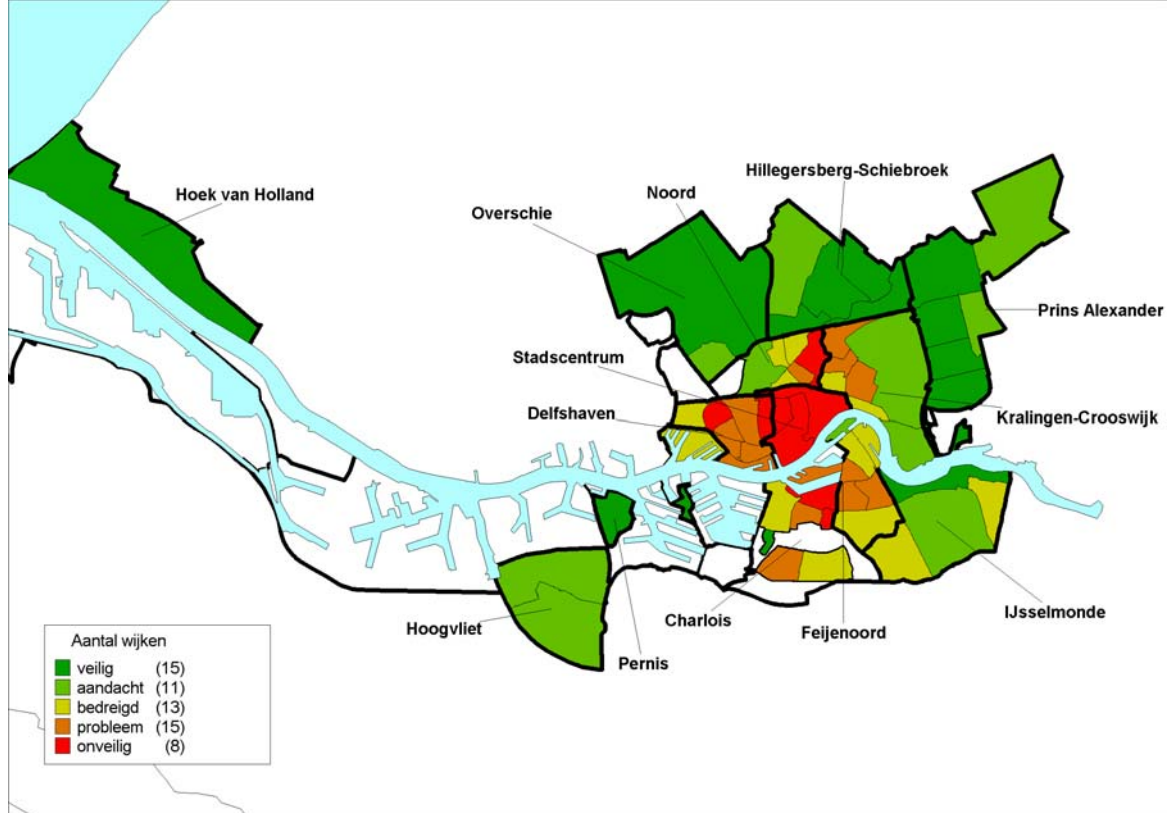 Hillegersberg-Schiebroek
Noord
Hoek van Holland
Overschie
Prins Alexander
Stadscentrum
Delfshaven
Kralingen-Crooswijk
IJsselmonde
Charlois
Hoogvliet
Feijenoord
Pernis
Aantal wijken
veilig (15)
aandacht (11)
bedreigd (13)
probleem (15)
onveilig (8)